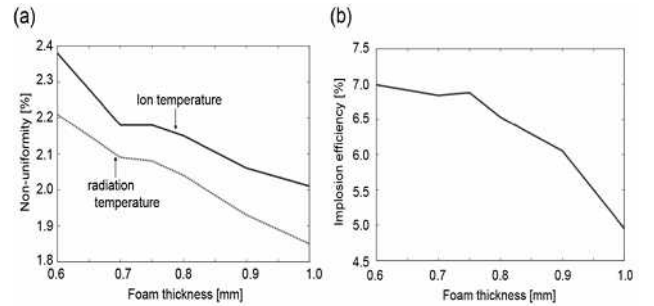 (a)
2.4
2.3
2.2
2.1
2.0
1.9
1.8
Non-uniformity [%]
Ion temperature
radiation
temperature
0.6 0.7 0.8 0.9 1.0
Foam thickness [mm]
(b)
7.5
7.0
6.5
6.0
5.5
5.0
4.5
Implosion efficiency [%]
0.6 0.7 0.8 0.9 1.0
Foam thickness [mm]